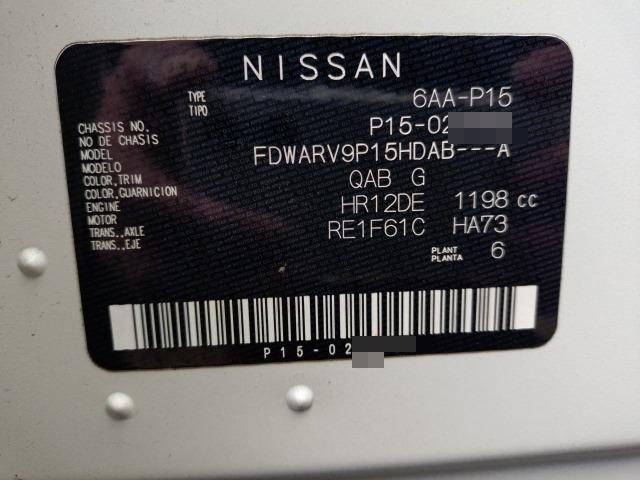 NISSAN
TYPE 6AA-P15
TIPO
CHASSIS NO. P15-02
NO DE CHASIS
MODEL FDWARV9P15HDAB---A
MODELO
COLOR,TRIM QAB G
COLOR,GUARNICION
ENGINE HR12DE 1198 cc
MOTOR
TRANS.,AXLE RE1F61C HA73
TRANS.,EJE
PLANT 6
PLANTA
P15-02